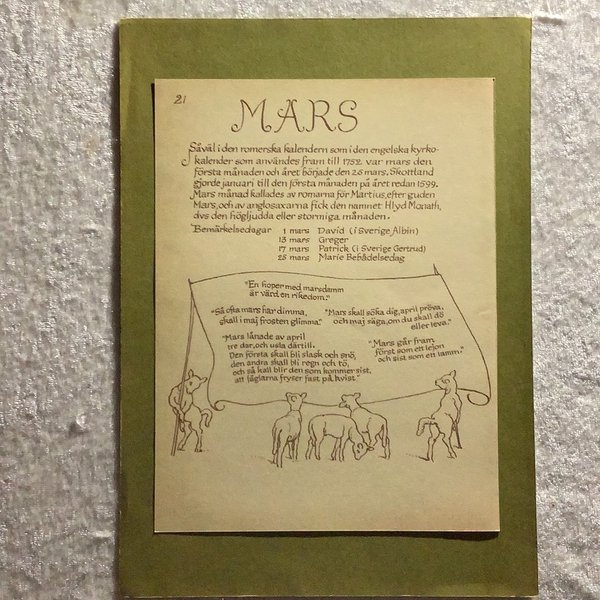 21
MARS
Såväl i den romerska kalendern som i den engelska kyrko-
kalender som användes fram till 1752 var mars den
första månaden och året började den 25 mars. Skottland
gjorde januari till den första månaden på året redan 1599.
Mars månad kallades av romarna för Martius, efter guden
Mars, och av anglosaxarna fick den namnet Hlyd Monath,
dvs den högljudda eller stormiga månaden.
Bemärkelsedagar 1 mars David (i Sverige Albin)
13 mars Greger
17 mars Patrick (i Sverige Gertrud)
25 mars Marie Bebådelsedag
"En hoper med marsdamm
är värd en rikedom."
"Så ofta mars har dimma,
skall i maj frosten glimma."
"Mars skall söka dig, april pröva,
och maj säga, om du skall dö
eller leva."
"Mars lånade av april
tre dar, och usla därtill.
Den första skall bli slask och snö,
den andra skall bli regn och tö,
och så kall blir den som kommer sist,
att fåglarna fryser fast på kvist."
"Mars går fram
först som ett lejon
och sist som ett lamm."